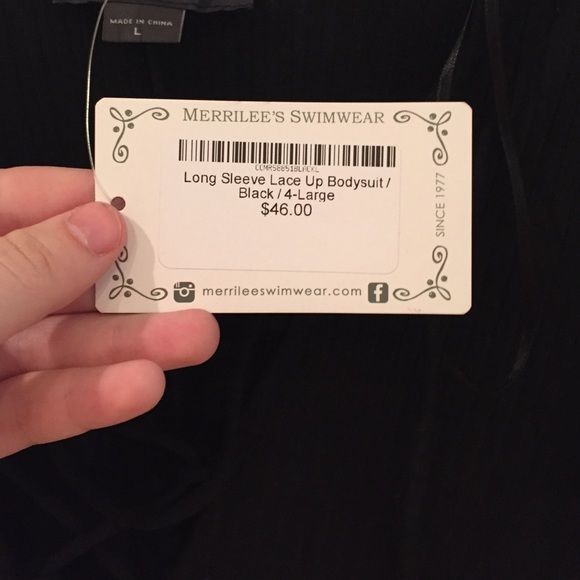 MADE IN CHINA
L
MERRILEE'S SWIMWEAR
Long Sleeve Lace Up Bodysuit /
Black / 4-Large
$46.00
SINCE 1977
merrileeswimwear.com